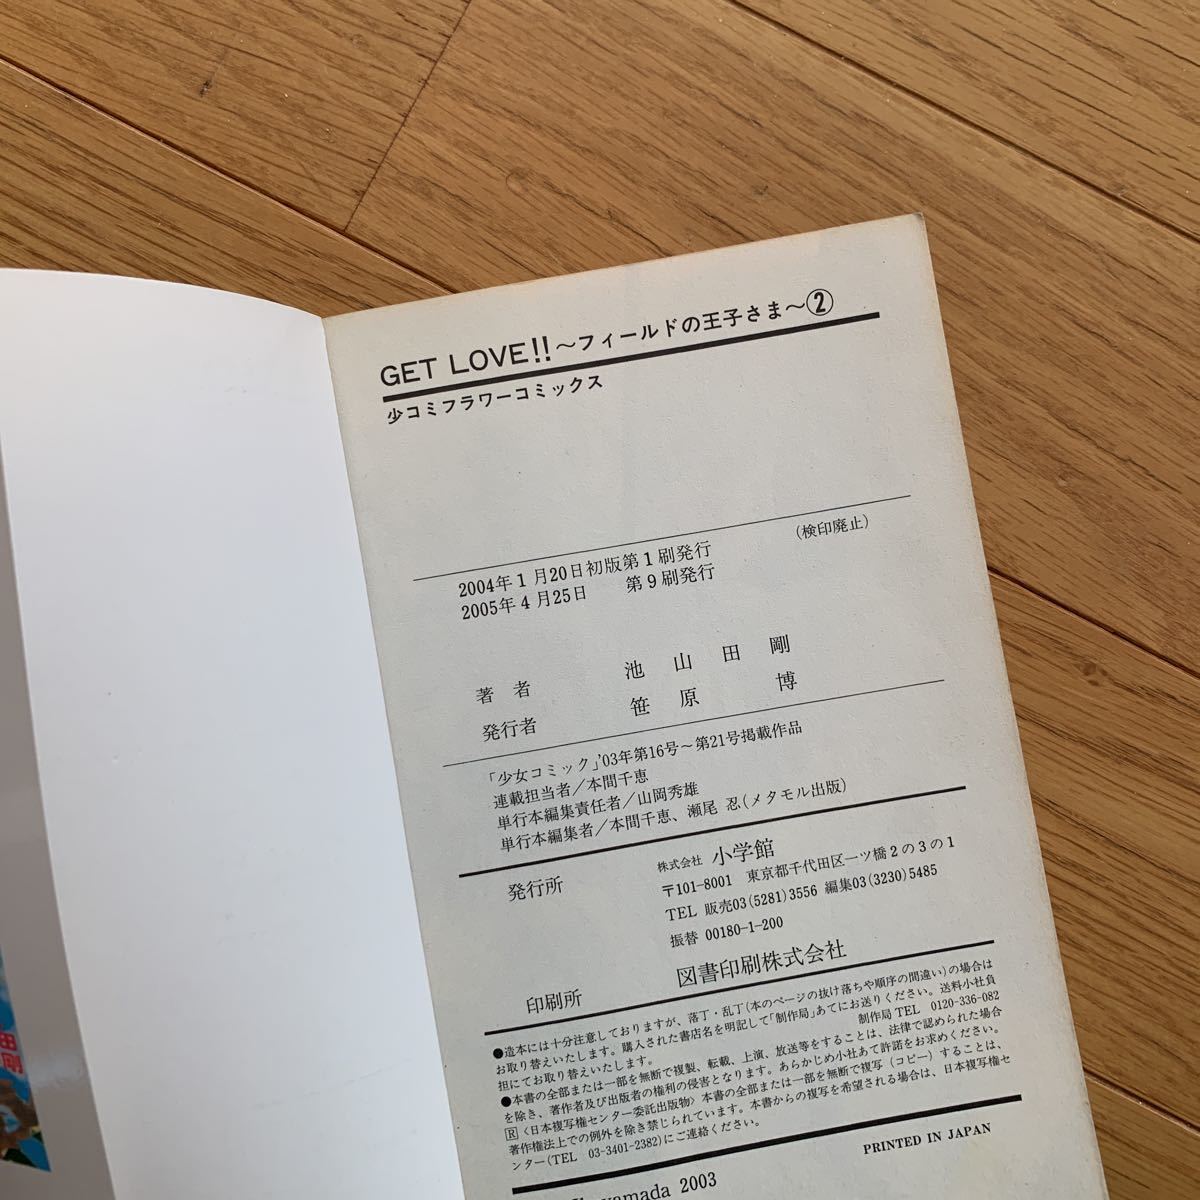 GET LOVE!!〜フィールドの王子さま〜②
少コミフラワーコミックス
2004年1月20日初版第1刷発行 (検印廃止)
2005年4月25日 第9刷発行
著者 池山田剛
発行者 笹原博
「少女コミック」'03年第16号〜第21号掲載作品
連載担当者/本間千恵
単行本編集責任者/山岡秀雄
単行本編集者/本間千恵、瀬尾 忍(メタモル出版)
発行所 株式会社 小学館
〒101-8001 東京都千代田区一ツ橋2の3の1
TEL 販売03(5281)3556 編集03(3230)5485
振替 00180-1-200
印刷所 図書印刷株式会社
●造本には十分注意しておりますが、落丁・乱丁(本のページの抜け落ちや順序の間違い)の場合は
お取り替えいたします。購入された書店名を明記して「制作局」あてにお送りください。送料小社負
担にてお取り替えいたします。 制作局 TEL 0120-336-082
●本書の全部または一部を無断で複製、転載、上演、放送等をすることは、法律で認められた場合
を除き、著作者及び出版者の権利の侵害となります。あらかじめ小社あて許諾をお求めください。
R〈日本複写権センター委託出版物〉本書の全部または一部を無断で複写(コピー)することは、
著作権法上での例外を除き禁じられています。本書からの複写を希望される場合は、日本複写権セ
ンター(TEL 03-3401-2382)にご連絡ください。
PRINTED IN JAPAN
yamada 2003
田
剛